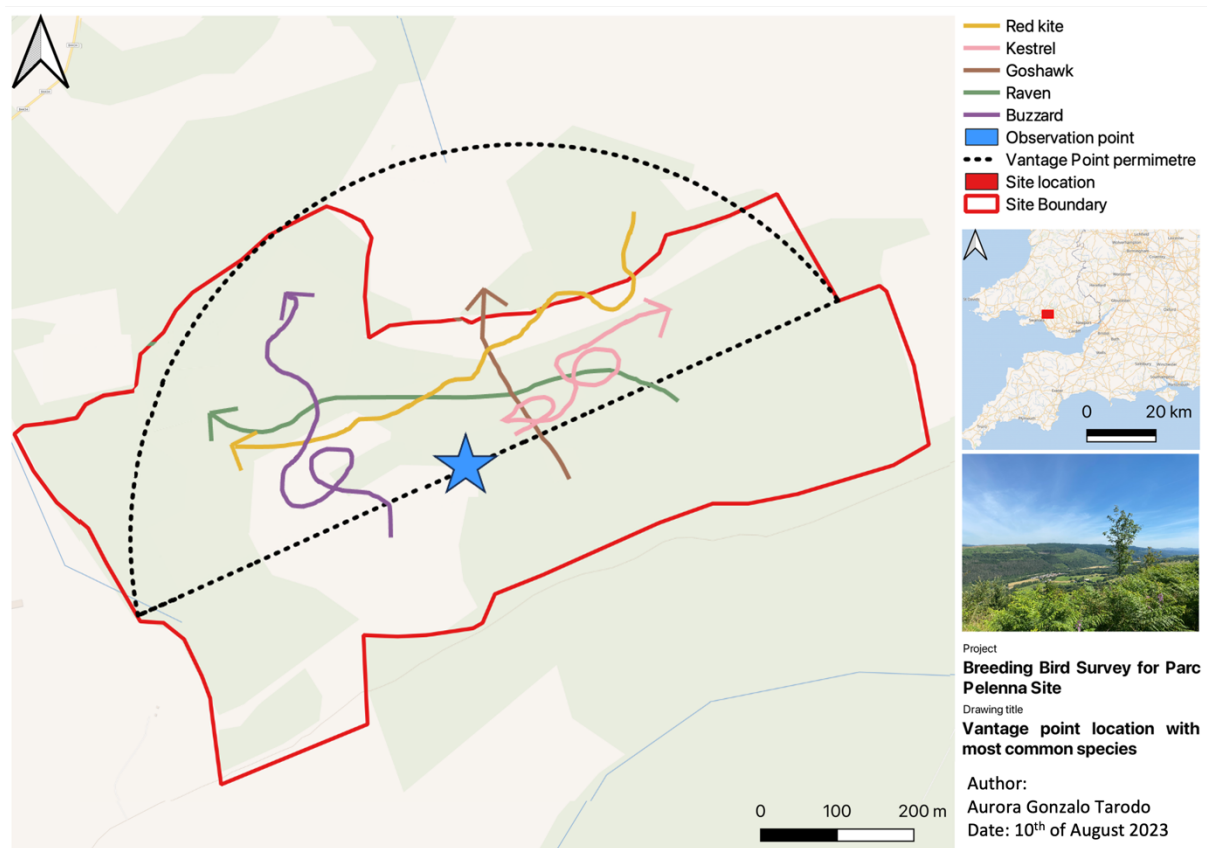 Red kite
Kestrel
Goshawk
Raven
Buzzard
Observation point
Vantage Point permimetre
Site location
Site Boundary
0 20 km
Project
Breeding Bird Survey for Parc
Pelenna Site
Drawing title
Vantage point location with
most common species
Author:
Aurora Gonzalo Tarodo
Date: 10th of August 2023
0 100 200 m